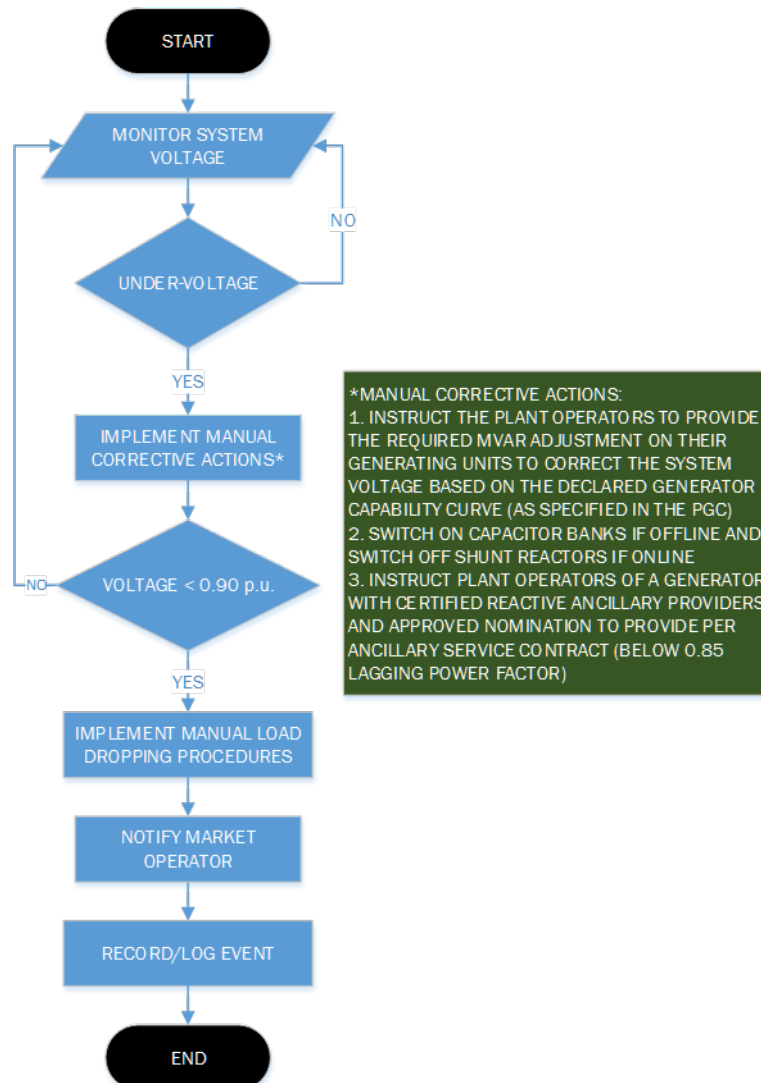 START
MONITOR SYSTEM
VOLTAGE
NO
UNDER-VOLTAGE
YES
IMPLEMENT MANUAL
CORRECTIVE ACTIONS*
*MANUAL CORRECTIVE ACTIONS:
1. INSTRUCT THE PLANT OPERATORS TO PROVIDE
THE REQUIRED MVAR ADJUSTMENT ON THEIR
GENERATING UNITS TO CORRECT THE SYSTEM
VOLTAGE BASED ON THE DECLARED GENERATOR
CAPABILITY CURVE (AS SPECIFIED IN THE PGC)
2. SWITCH ON CAPACITOR BANKS IF OFFLINE AND
SWITCH OFF SHUNT REACTORS IF ONLINE
3. INSTRUCT PLANT OPERATORS OF A GENERATOR
WITH CERTIFIED REACTIVE ANCILLARY PROVIDERS
AND APPROVED NOMINATION TO PROVIDE PER
ANCILLARY SERVICE CONTRACT (BELOW 0.85
LAGGING POWER FACTOR)
NO
VOLTAGE < 0.90 p.u.
YES
IMPLEMENT MANUAL LOAD
DROPPING PROCEDURES
NOTIFY MARKET
OPERATOR
RECORD/LOG EVENT
END